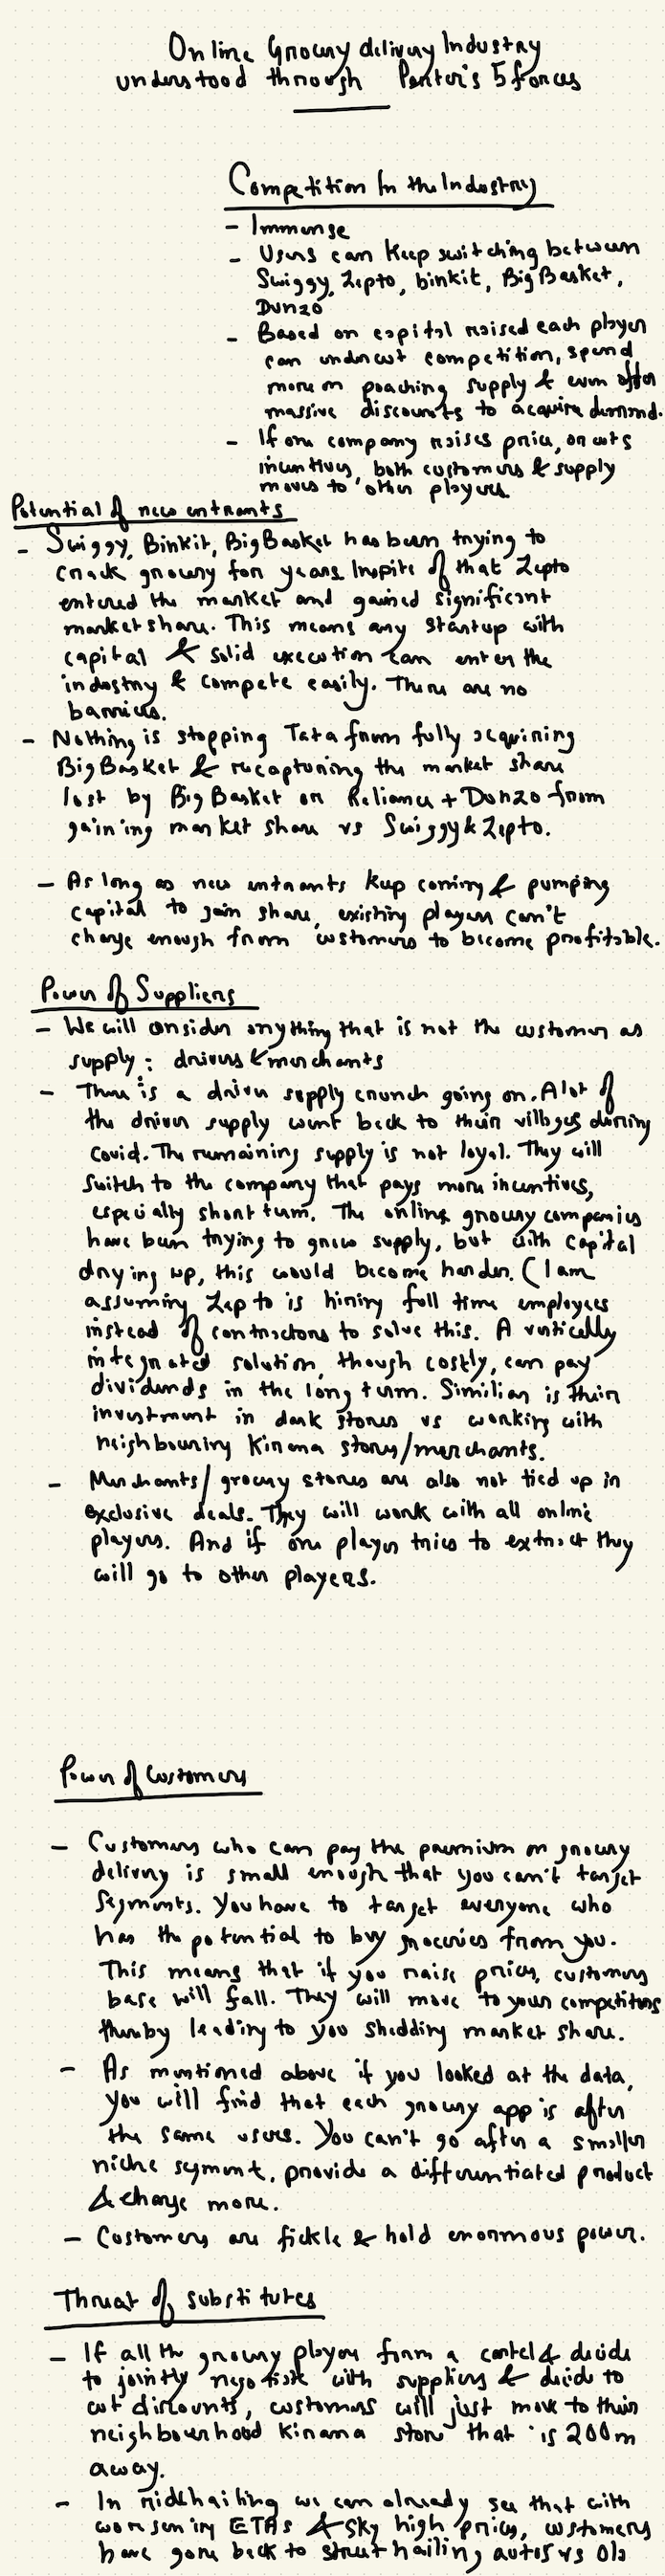 Online Grocery delivery Industry
understood through Porter's 5 forces
Competition In the Industry
- Immense
- Users can keep switching between
Swiggy, Zepto, binkit, BigBasket,
Dunzo
- Based on capital raised each player
can undercut competition, spend
more on poaching supply & even offer
massive discounts to acquire demand.
- If one company raises price, or cuts
incentives, both customers & supply
moves to other players.
Potential of new entrants
- Swiggy, Binkit, BigBasket has been trying to
crack grocery for years. Inspite of that Zepto
entered the market and gained significant
market share. This means any startup with
capital & solid execution can enter the
industry & compete easily. There are no
barriers.
- Nothing is stopping Tata from fully acquiring
BigBasket & recapturing the market share
lost by BigBasket or Reliance + Dunzo from
gaining market share vs Swiggy & Zepto.
- As long as new entrants keep coming & pumping
capital to gain share, existing players can't
charge enough from customers to become profitable.
Power of Suppliers
- We will consider anything that is not the customer as
supply: drivers & merchants
- There is a driver supply crunch going on. A lot of
the driver supply went back to their villages during
covid. The remaining supply is not loyal. They will
switch to the company that pays more incentives,
especially short term. The online grocery companies
have been trying to grow supply, but with capital
drying up, this would become harder. (I am
assuming Zepto is hiring full time employees
instead of contractors to solve this. A vertically
integrated solution, though costly, can pay
dividends in the long term. Similiar is their
investment in dark stores vs working with
neighbouring Kirana stores/merchants.
- Merchants/grocery stores are also not tied up in
exclusive deals. They will work with all online
players. And if one player tries to extract they
will go to other players.
Power of Customers
- Customers who can pay the premium on grocery
delivery is small enough that you can't target
segments. You have to target everyone who
has the potential to buy groceries from you.
This means that if you raise prices, customers
base will fall. They will move to your competitors
thereby leading to you shedding market share.
- As mentioned above if you looked at the data,
you will find that each grocery app is after
the same users. You can't go after a smaller
niche segment, provide a differentiated product
& charge more.
- Customers are fickle & hold enormous power.
Threat of substitutes
- If all the grocery players form a cartel & decide
to jointly negotiate with suppliers & decide to
cut discounts, customers will just move to their
neighbourhood Kirana store that is 200m
away.
- In ridehailing we can already see that with
worsening ETAs & sky high prices, customers
have gone back to street hailing autos vs Ola